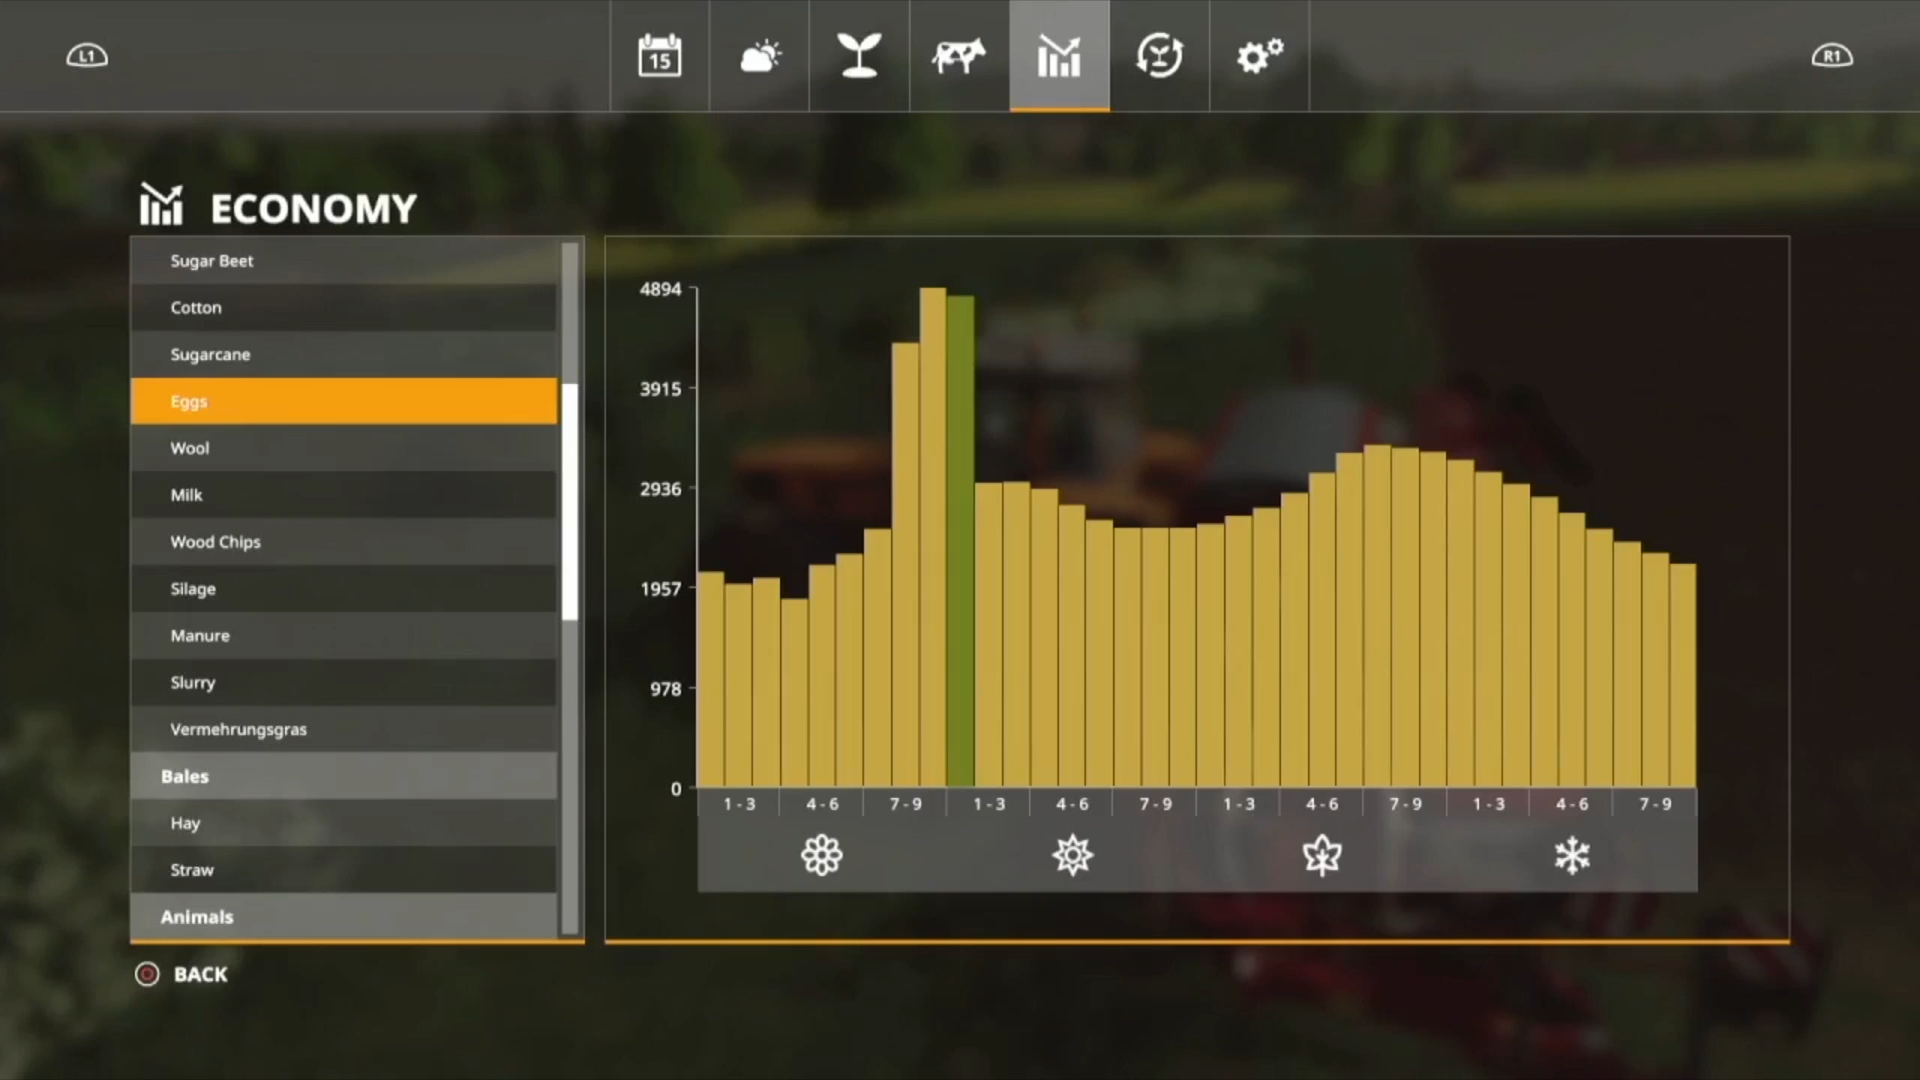 L1
15
R1
ECONOMY
Sugar Beet
Cotton
Sugarcane
Eggs
Wool
Milk
Wood Chips
Silage
Manure
Slurry
Vermehrungsgras
Bales
Hay
Straw
Animals
4894
3915
2936
1957
978
0
1 - 3 4 - 6 7 - 9 1 - 3 4 - 6 7 - 9 1 - 3 4 - 6 7 - 9 1 - 3 4 - 6 7 - 9
BACK